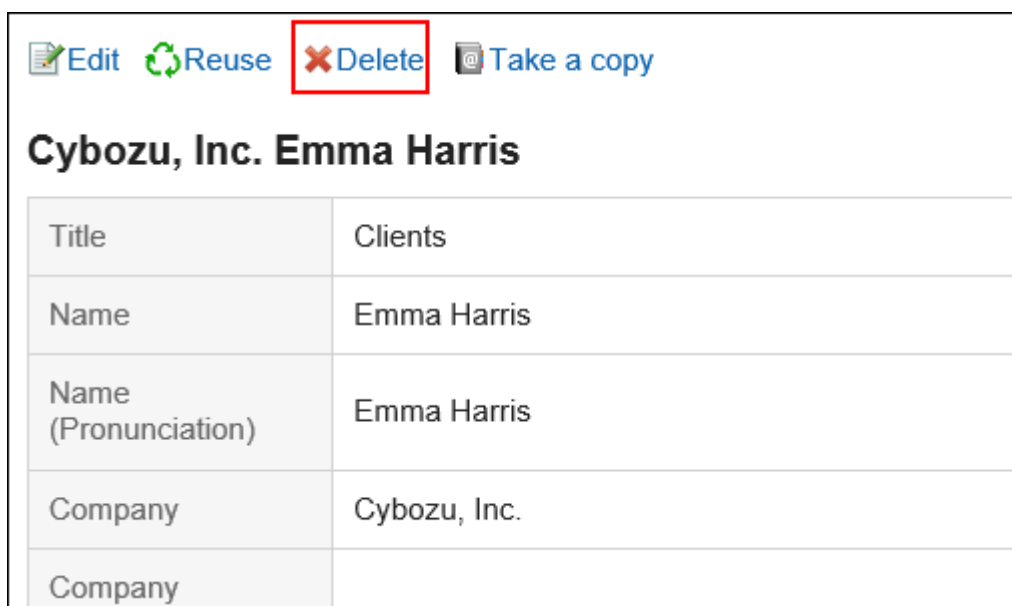 Edit Reuse Delete Take a copy
Cybozu, Inc. Emma Harris
Title Clients
Name Emma Harris
Name
(Pronunciation) Emma Harris
Company Cybozu, Inc.
Company